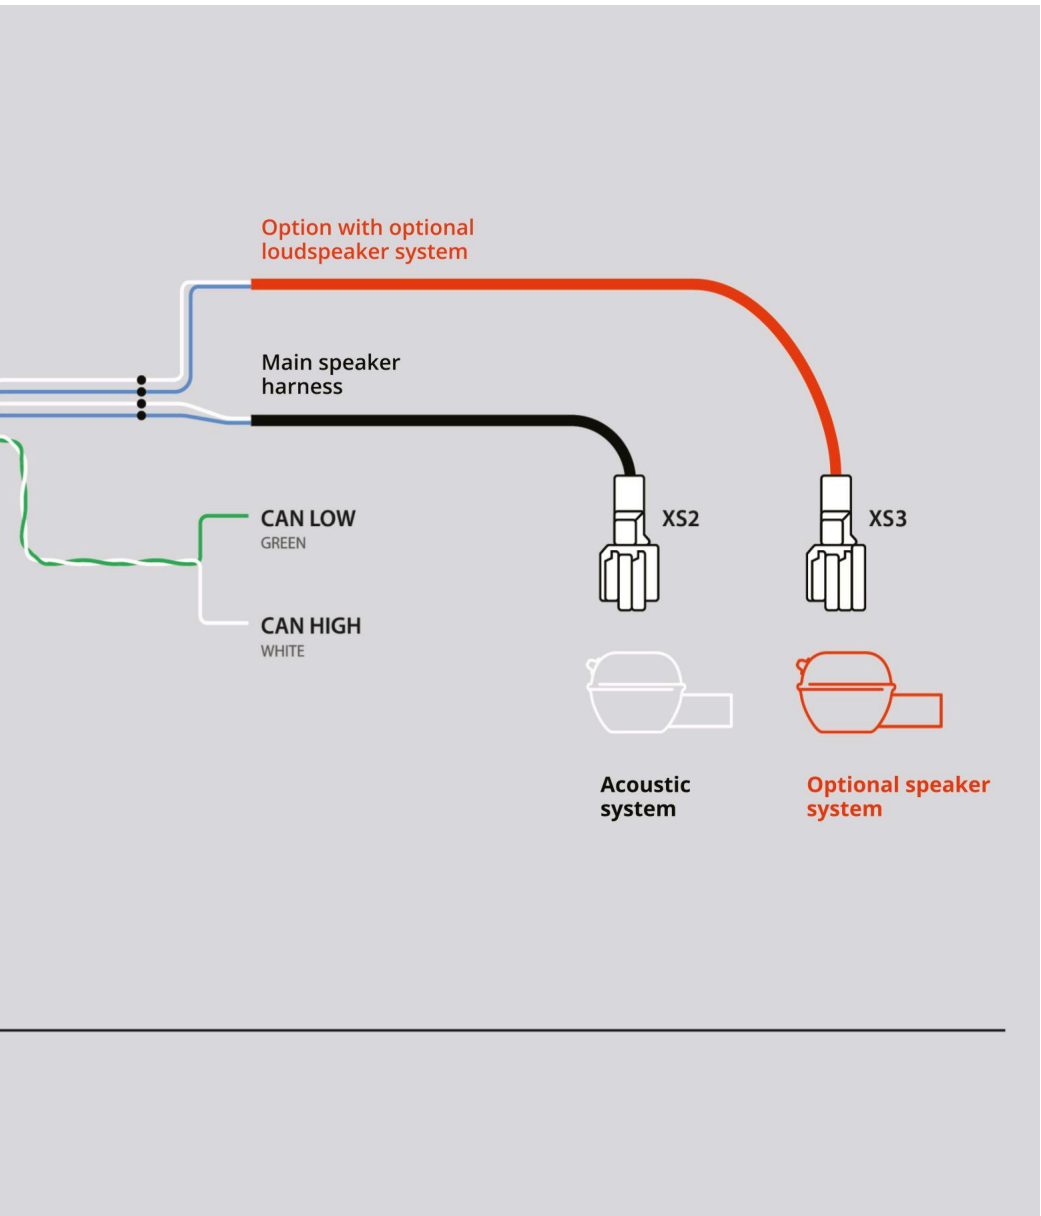 Option with optional
loudspeaker system
Main speaker
harness
CAN LOW
GREEN
XS2
XS3
CAN HIGH
WHITE
Acoustic
system
Optional speaker
system